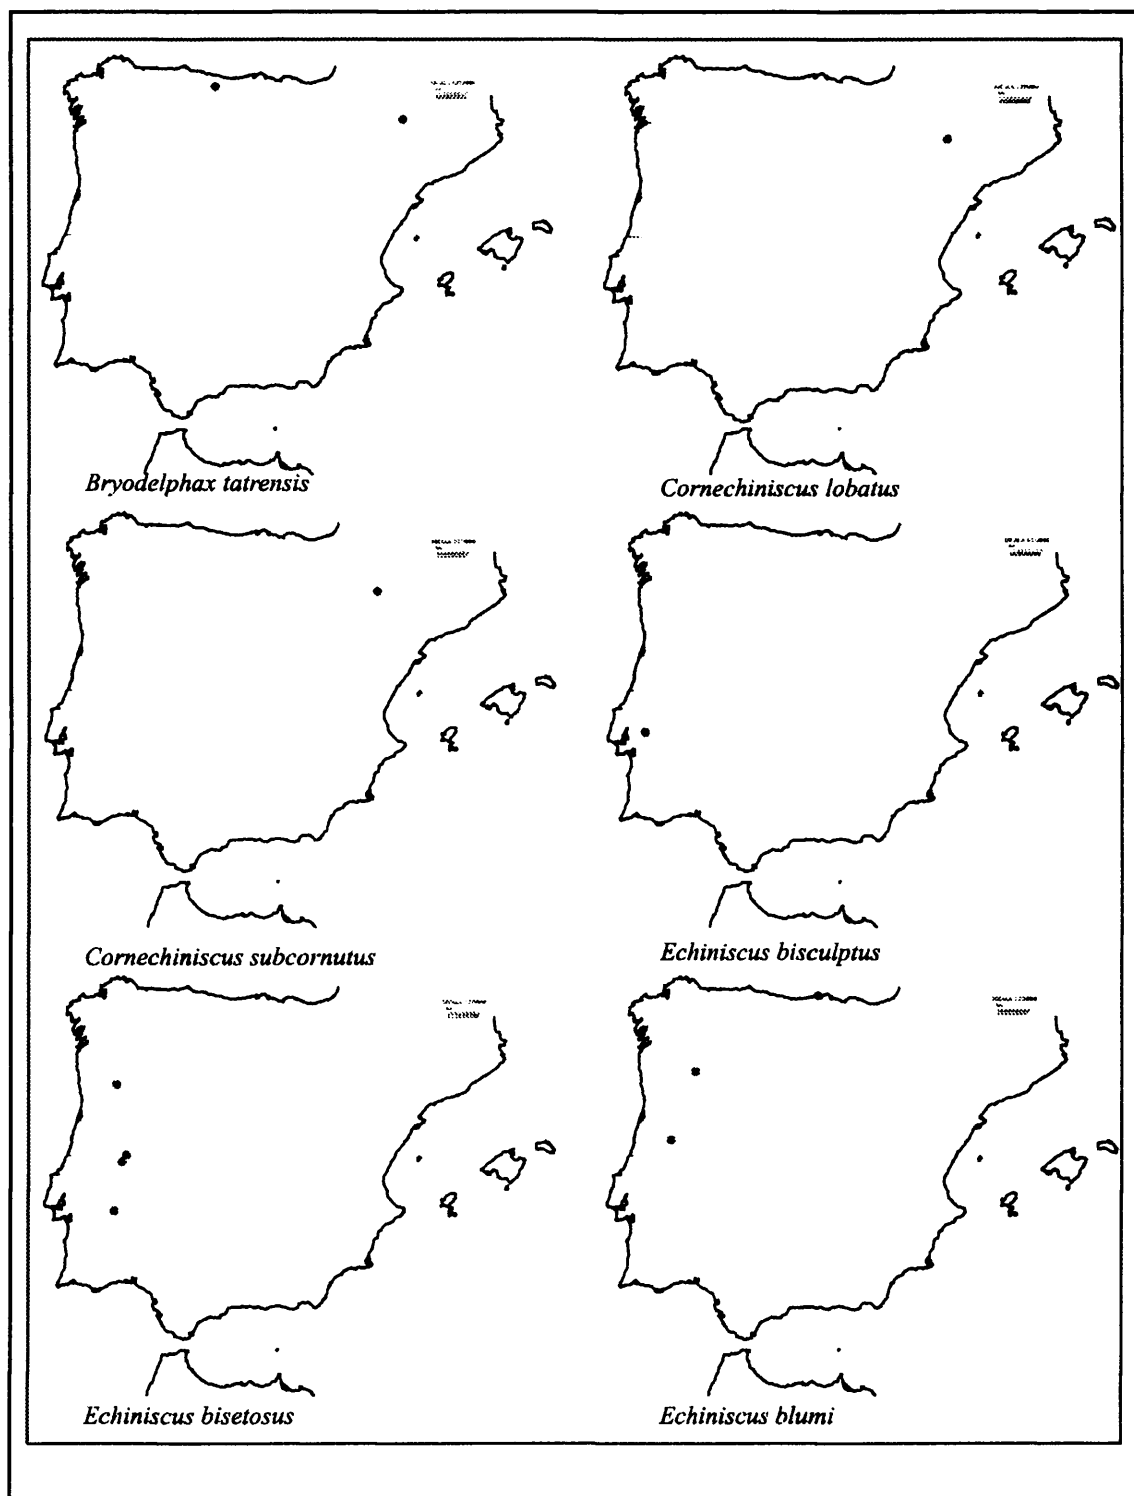 Bryodelphax tatrensis
Cornechiniscus lobatus
Cornechiniscus subcornutus
Echiniscus bisculptus
Echiniscus bisetosus
Echiniscus blumi